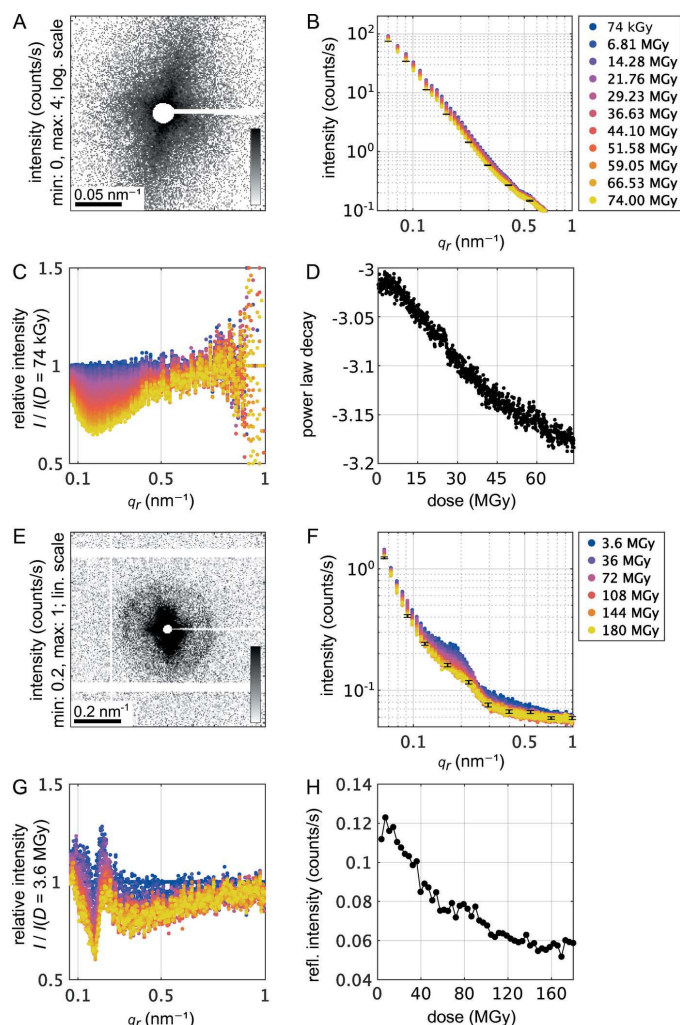 A
intensity (counts/s)
min: 0, max: 4; log. scale
0.05 nm⁻¹
B
intensity (counts/s)
10²
10¹
10⁰
10⁻¹
0.1
0.5
1
qᵣ (nm⁻¹)
74 kGy
6.81 MGy
14.28 MGy
21.76 MGy
29.23 MGy
36.63 MGy
44.10 MGy
51.58 MGy
59.05 MGy
66.53 MGy
74.00 MGy
C
relative intensity
I / I(D = 74 kGy)
1.5
1
0.5
0.1
0.5
1
qᵣ (nm⁻¹)
D
power law decay
-3
-3.05
-3.1
-3.15
-3.2
0
15
30
45
60
dose (MGy)
E
intensity (counts/s)
min: 0.2, max: 1; lin. scale
0.2 nm⁻¹
F
intensity (counts/s)
10⁰
10⁻¹
0.1
0.5
1
qᵣ (nm⁻¹)
3.6 MGy
36 MGy
72 MGy
108 MGy
144 MGy
180 MGy
G
relative intensity
I / I(D = 3.6 MGy)
1.5
1
0.5
0.1
0.5
1
qᵣ (nm⁻¹)
H
refl. intensity (counts/s)
0.14
0.12
0.10
0.08
0.06
0.04
0
40
80
120
160
dose (MGy)